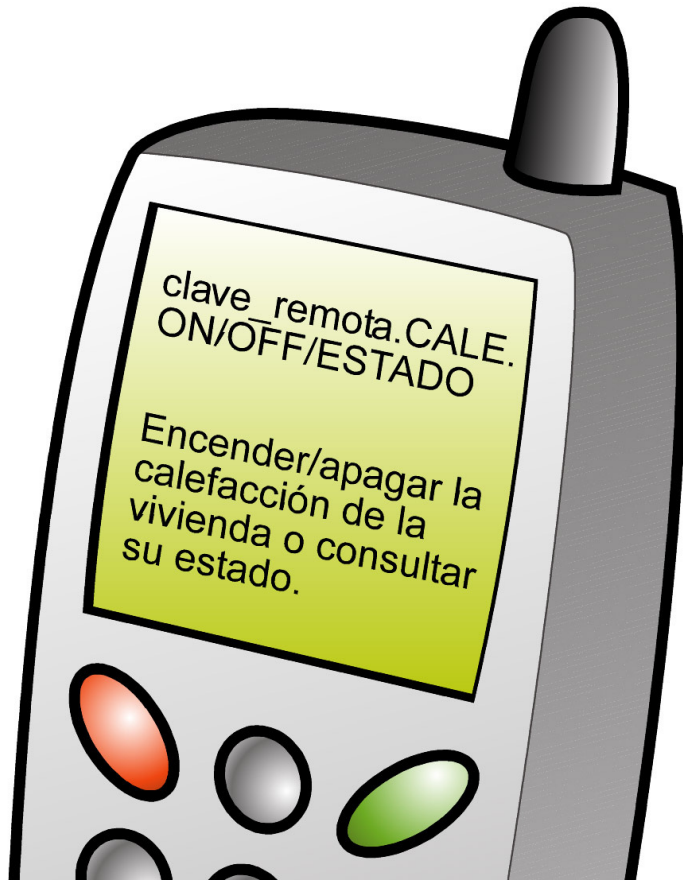 clave_remota.CALE.
ON/OFF/ESTADO
Encender/apagar la
calefacción de la
vivienda o consultar
su estado.